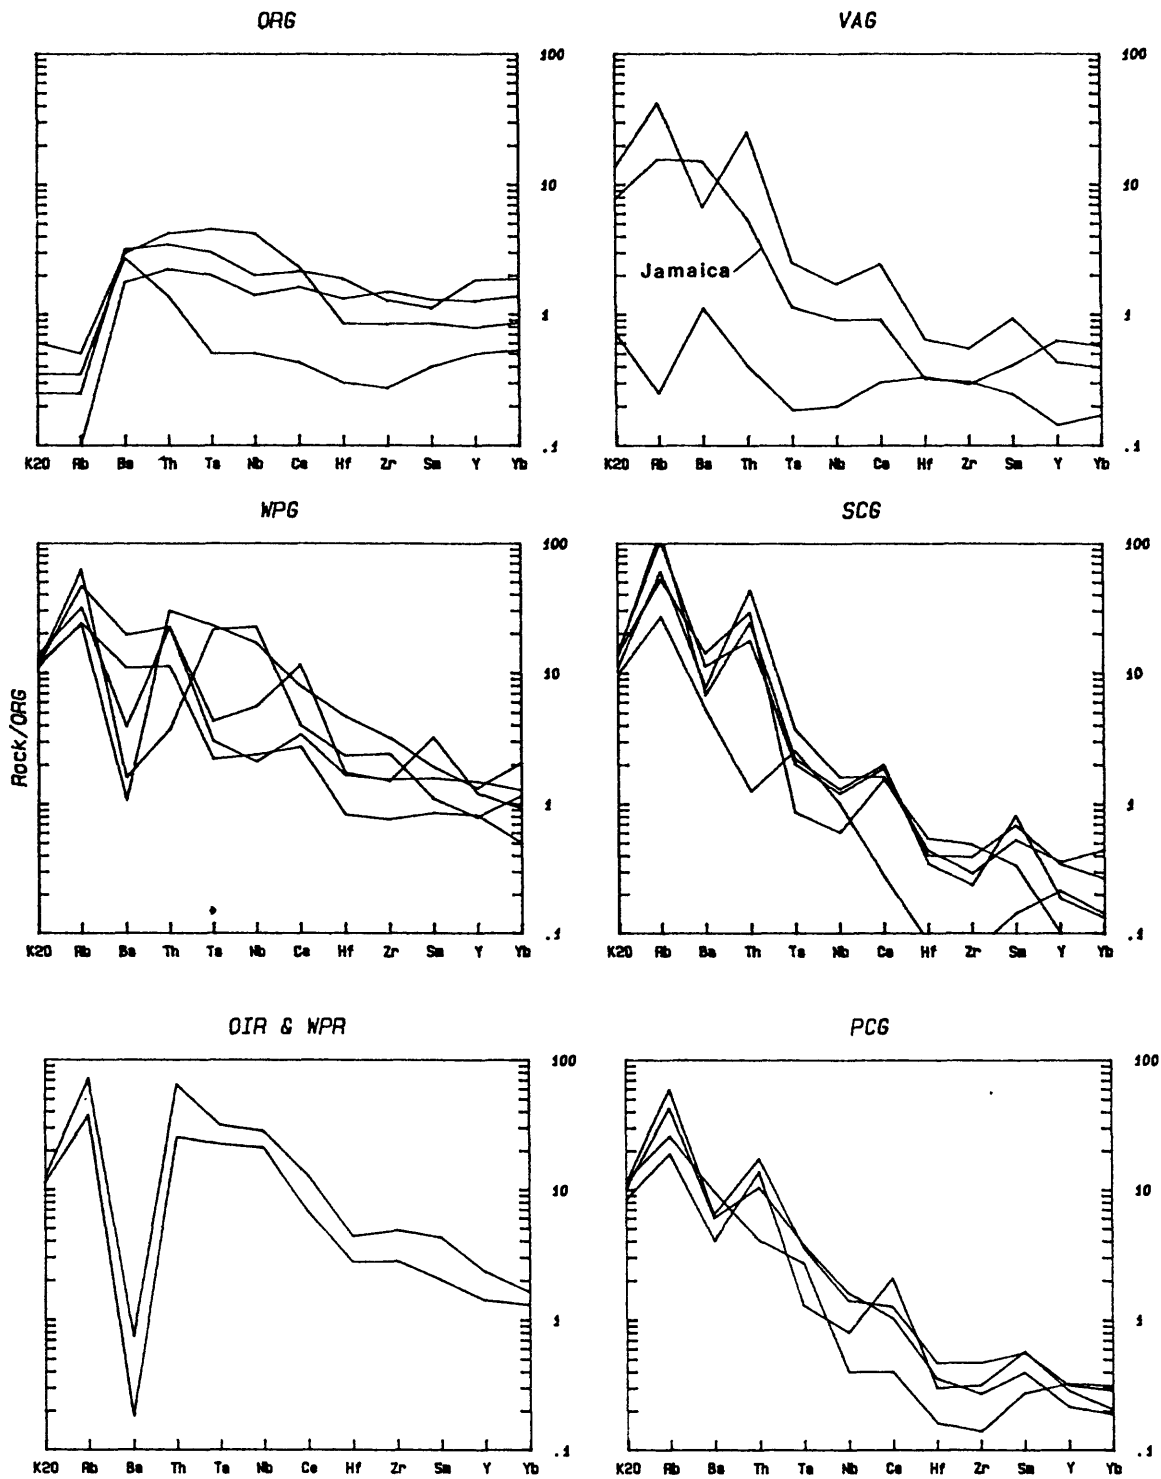 ORG
VAG
100
10
1
.1
100
10
1
.1
Jamaica
K20 Rb Ba Th Ta Nb Ce Hf Zr Sm Y Yb
K20 Rb Ba Th Ta Nb Ce Hf Zr Sm Y Yb
WPG
SCG
Rock/ORG
100
10
1
.1
100
10
1
.1
K20 Rb Ba Th Ta Nb Ce Hf Zr Sm Y Yb
K20 Rb Ba Th Ta Nb Ce Hf Zr Sm Y Yb
OIR & WPR
PCG
100
10
1
.1
100
10
1
.1
K20 Rb Ba Th Ta Nb Ce Hf Zr Sm Y Yb
K20 Rb Ba Th Ta Nb Ce Hf Zr Sm Y Yb